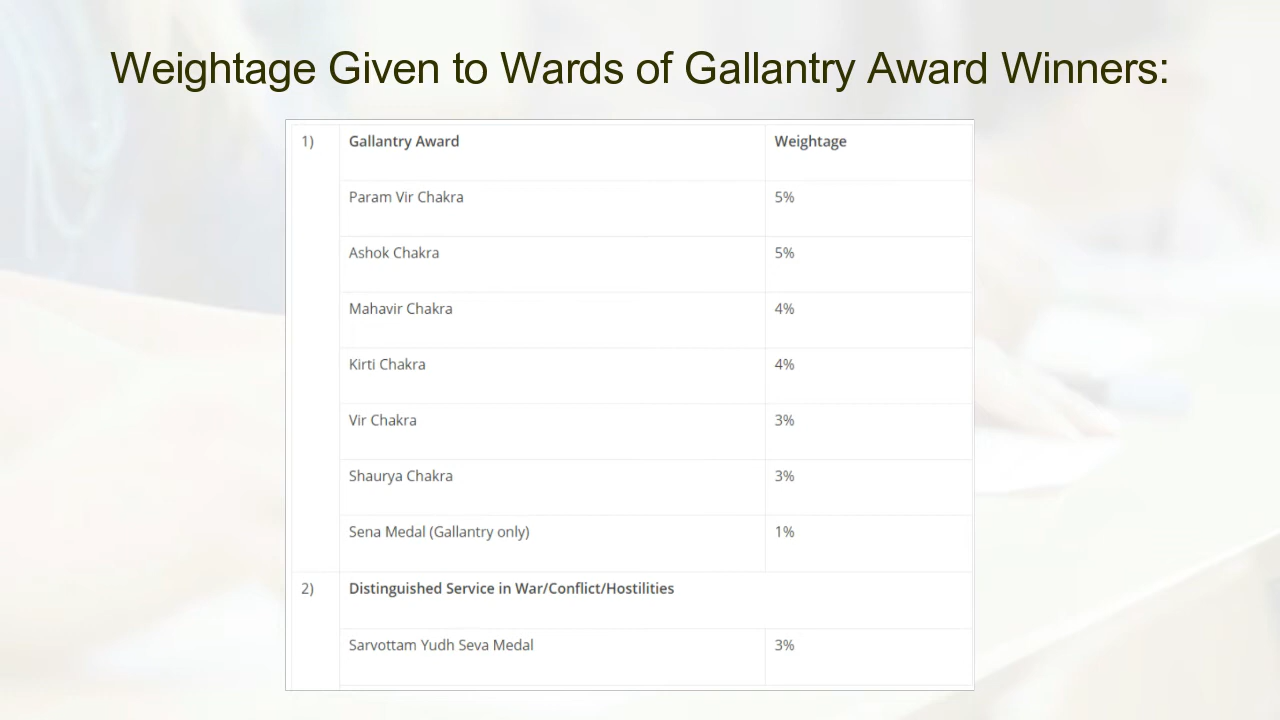 Weightage Given to Wards of Gallantry Award Winners:
1) Gallantry Award Weightage
Param Vir Chakra 5%
Ashok Chakra 5%
Mahavir Chakra 4%
Kirti Chakra 4%
Vir Chakra 3%
Shaurya Chakra 3%
Sena Medal (Gallantry only) 1%
2) Distinguished Service in War/Conflict/Hostilities
Sarvottam Yudh Seva Medal 3%